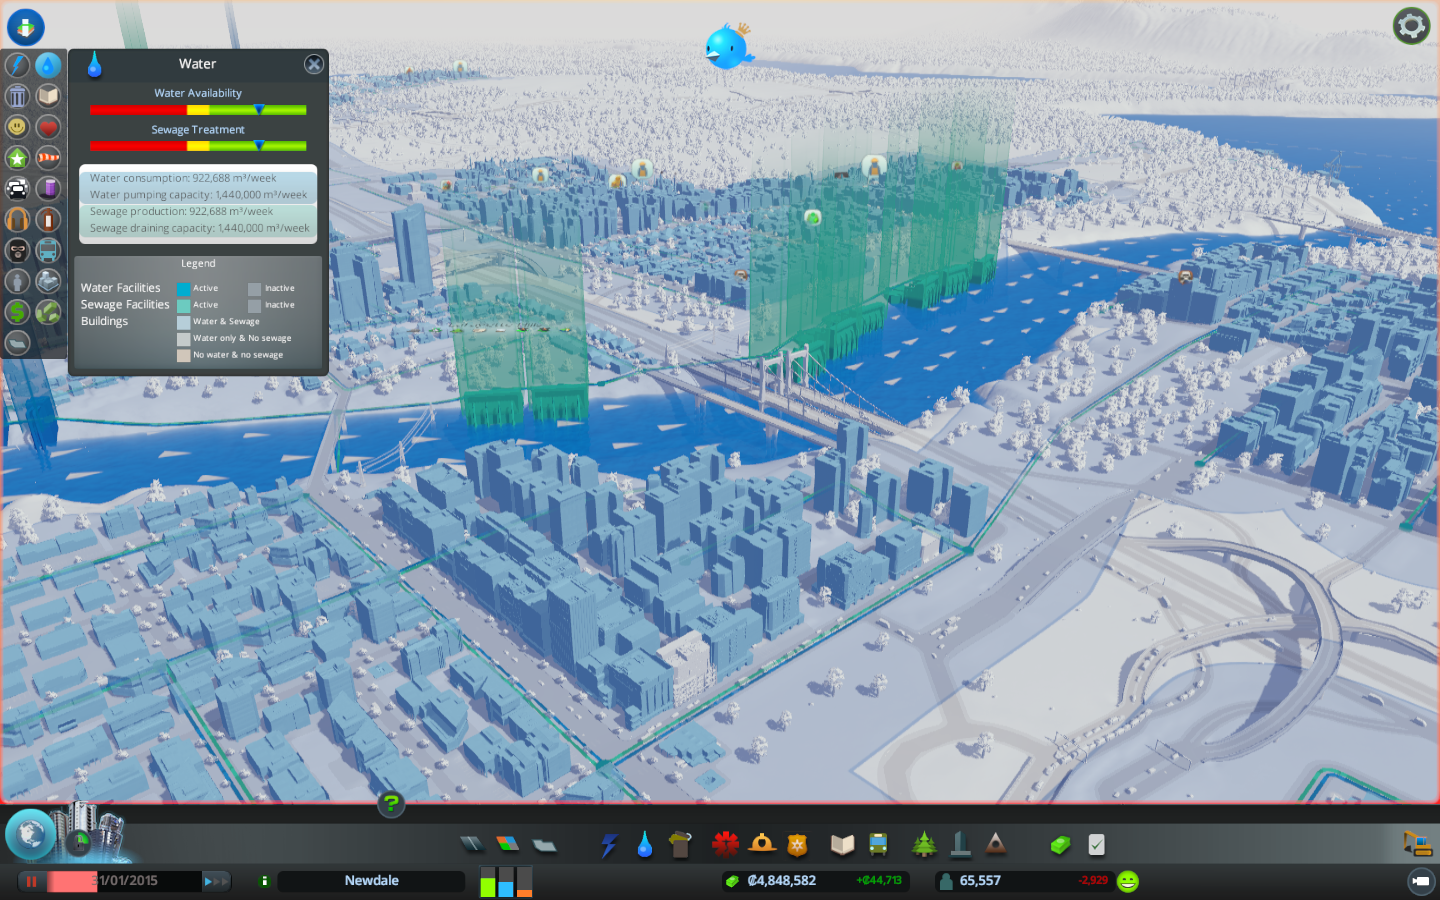 Water
Water Availability
Sewage Treatment
Water consumption: 922,688 m³/week
Water pumping capacity: 1,440,000 m³/week
Sewage production: 922,688 m³/week
Sewage draining capacity: 1,440,000 m³/week
Legend
Water Facilities Active Inactive
Sewage Facilities Active Inactive
Buildings Water & Sewage
Water only & No sewage
No water & no sewage
?
31/01/2015 Newdale ₡4,848,582 +₡44,713 65,557 -2,929